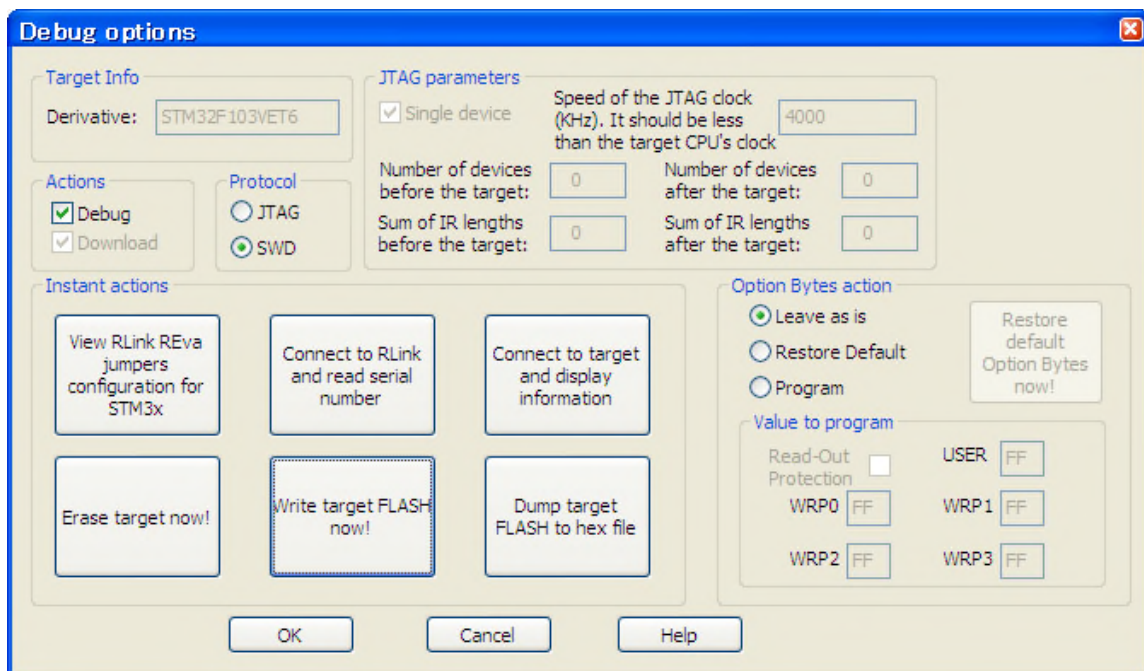 Debug options
Target Info
Derivative:
STM32F103VET6
JTAG parameters
Single device
Speed of the JTAG clock
(KHz). It should be less
than the target CPU's clock
4000
Number of devices
before the target:
0
Number of devices
after the target:
0
Sum of IR lengths
before the target:
0
Sum of IR lengths
after the target:
0
Actions
Debug
Download
Protocol
JTAG
SWD
Instant actions
View RLink REva
jumpers
configuration for
STM3x
Connect to RLink
and read serial
number
Connect to target
and display
information
Erase target now!
Write target FLASH
now!
Dump target
FLASH to hex file
Option Bytes action
Leave as is
Restore Default
Program
Restore
default
Option Bytes
now!
Value to program
Read-Out
Protection
USER FF
WRP0 FF
WRP1 FF
WRP2 FF
WRP3 FF
OK
Cancel
Help